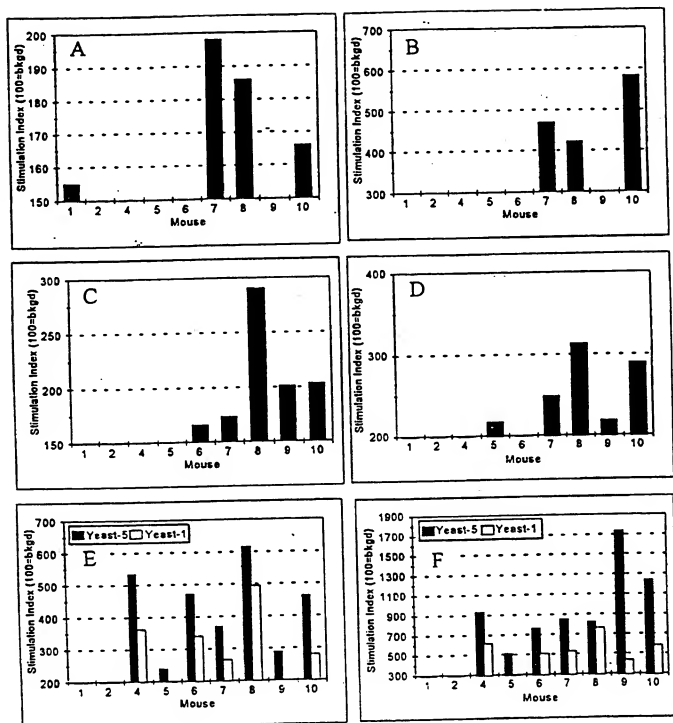 A
Stimulation Index (100=bkgd)
200
190
180
170
160
150
1 2 4 5 6 7 8 9 10
Mouse
B
Stimulation Index (100=bkgd)
700
600
500
400
300
1 2 4 5 6 7 8 9 10
Mouse
C
Stimulation Index (100=bkgd)
300
250
200
150
1 2 4 5 6 7 8 9 10
Mouse
D
Stimulation Index (100=bkgd)
400
300
200
1 2 4 5 6 7 8 9 10
Mouse
E
Yeast-5 Yeast-1
Stimulation Index (100=bkgd)
700
600
500
400
300
200
1 2 4 5 6 7 8 9 10
Mouse
F
Yeast-5 Yeast-1
Stimulation Index (100=bkgd)
1900
1700
1500
1300
1100
900
700
500
300
1 2 4 5 6 7 8 9 10
Mouse